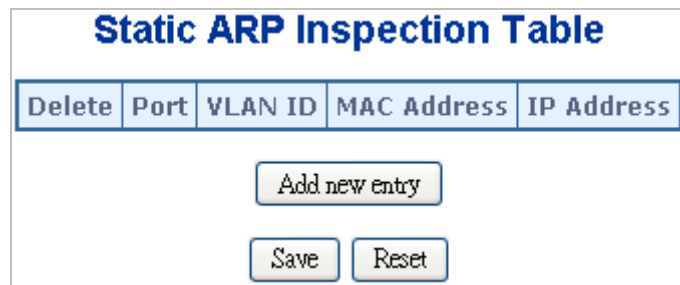 Static ARP Inspection Table
Delete Port VLAN ID MAC Address IP Address
Add new entry
Save Reset